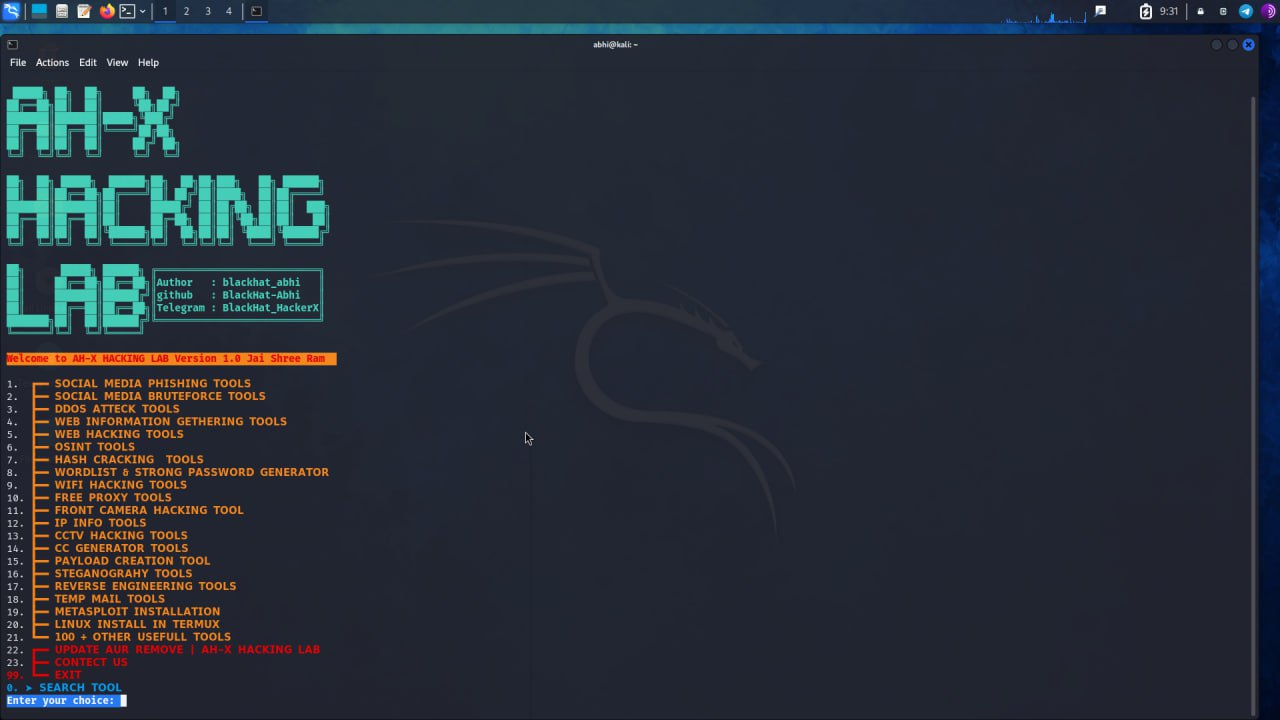 1 2 3 4 9:31
abhi@kali: ~
File Actions Edit View Help
AH-X
HACKING
LAB
Author : blackhat_abhi
github : BlackHat-Abhi
Telegram : BlackHat_HackerX
Welcome to AH-X HACKING LAB Version 1.0 Jai Shree Ram
1. SOCIAL MEDIA PHISHING TOOLS
2. SOCIAL MEDIA BRUTEFORCE TOOLS
3. DDOS ATTECK TOOLS
4. WEB INFORMATION GETHERING TOOLS
5. WEB HACKING TOOLS
6. OSINT TOOLS
7. HASH CRACKING TOOLS
8. WORDLIST & STRONG PASSWORD GENERATOR
9. WIFI HACKING TOOLS
10. FREE PROXY TOOLS
11. FRONT CAMERA HACKING TOOL
12. IP INFO TOOLS
13. CCTV HACKING TOOLS
14. CC GENERATOR TOOLS
15. PAYLOAD CREATION TOOL
16. STEGANOGRAHY TOOLS
17. REVERSE ENGINEERING TOOLS
18. TEMP MAIL TOOLS
19. METASPLOIT INSTALLATION
20. LINUX INSTALL IN TERMUX
21. 100 + OTHER USEFULL TOOLS
22. UPDATE AUR REMOVE | AH-X HACKING LAB
23. CONTECT US
99. EXIT
0. ➤ SEARCH TOOL
Enter your choice: